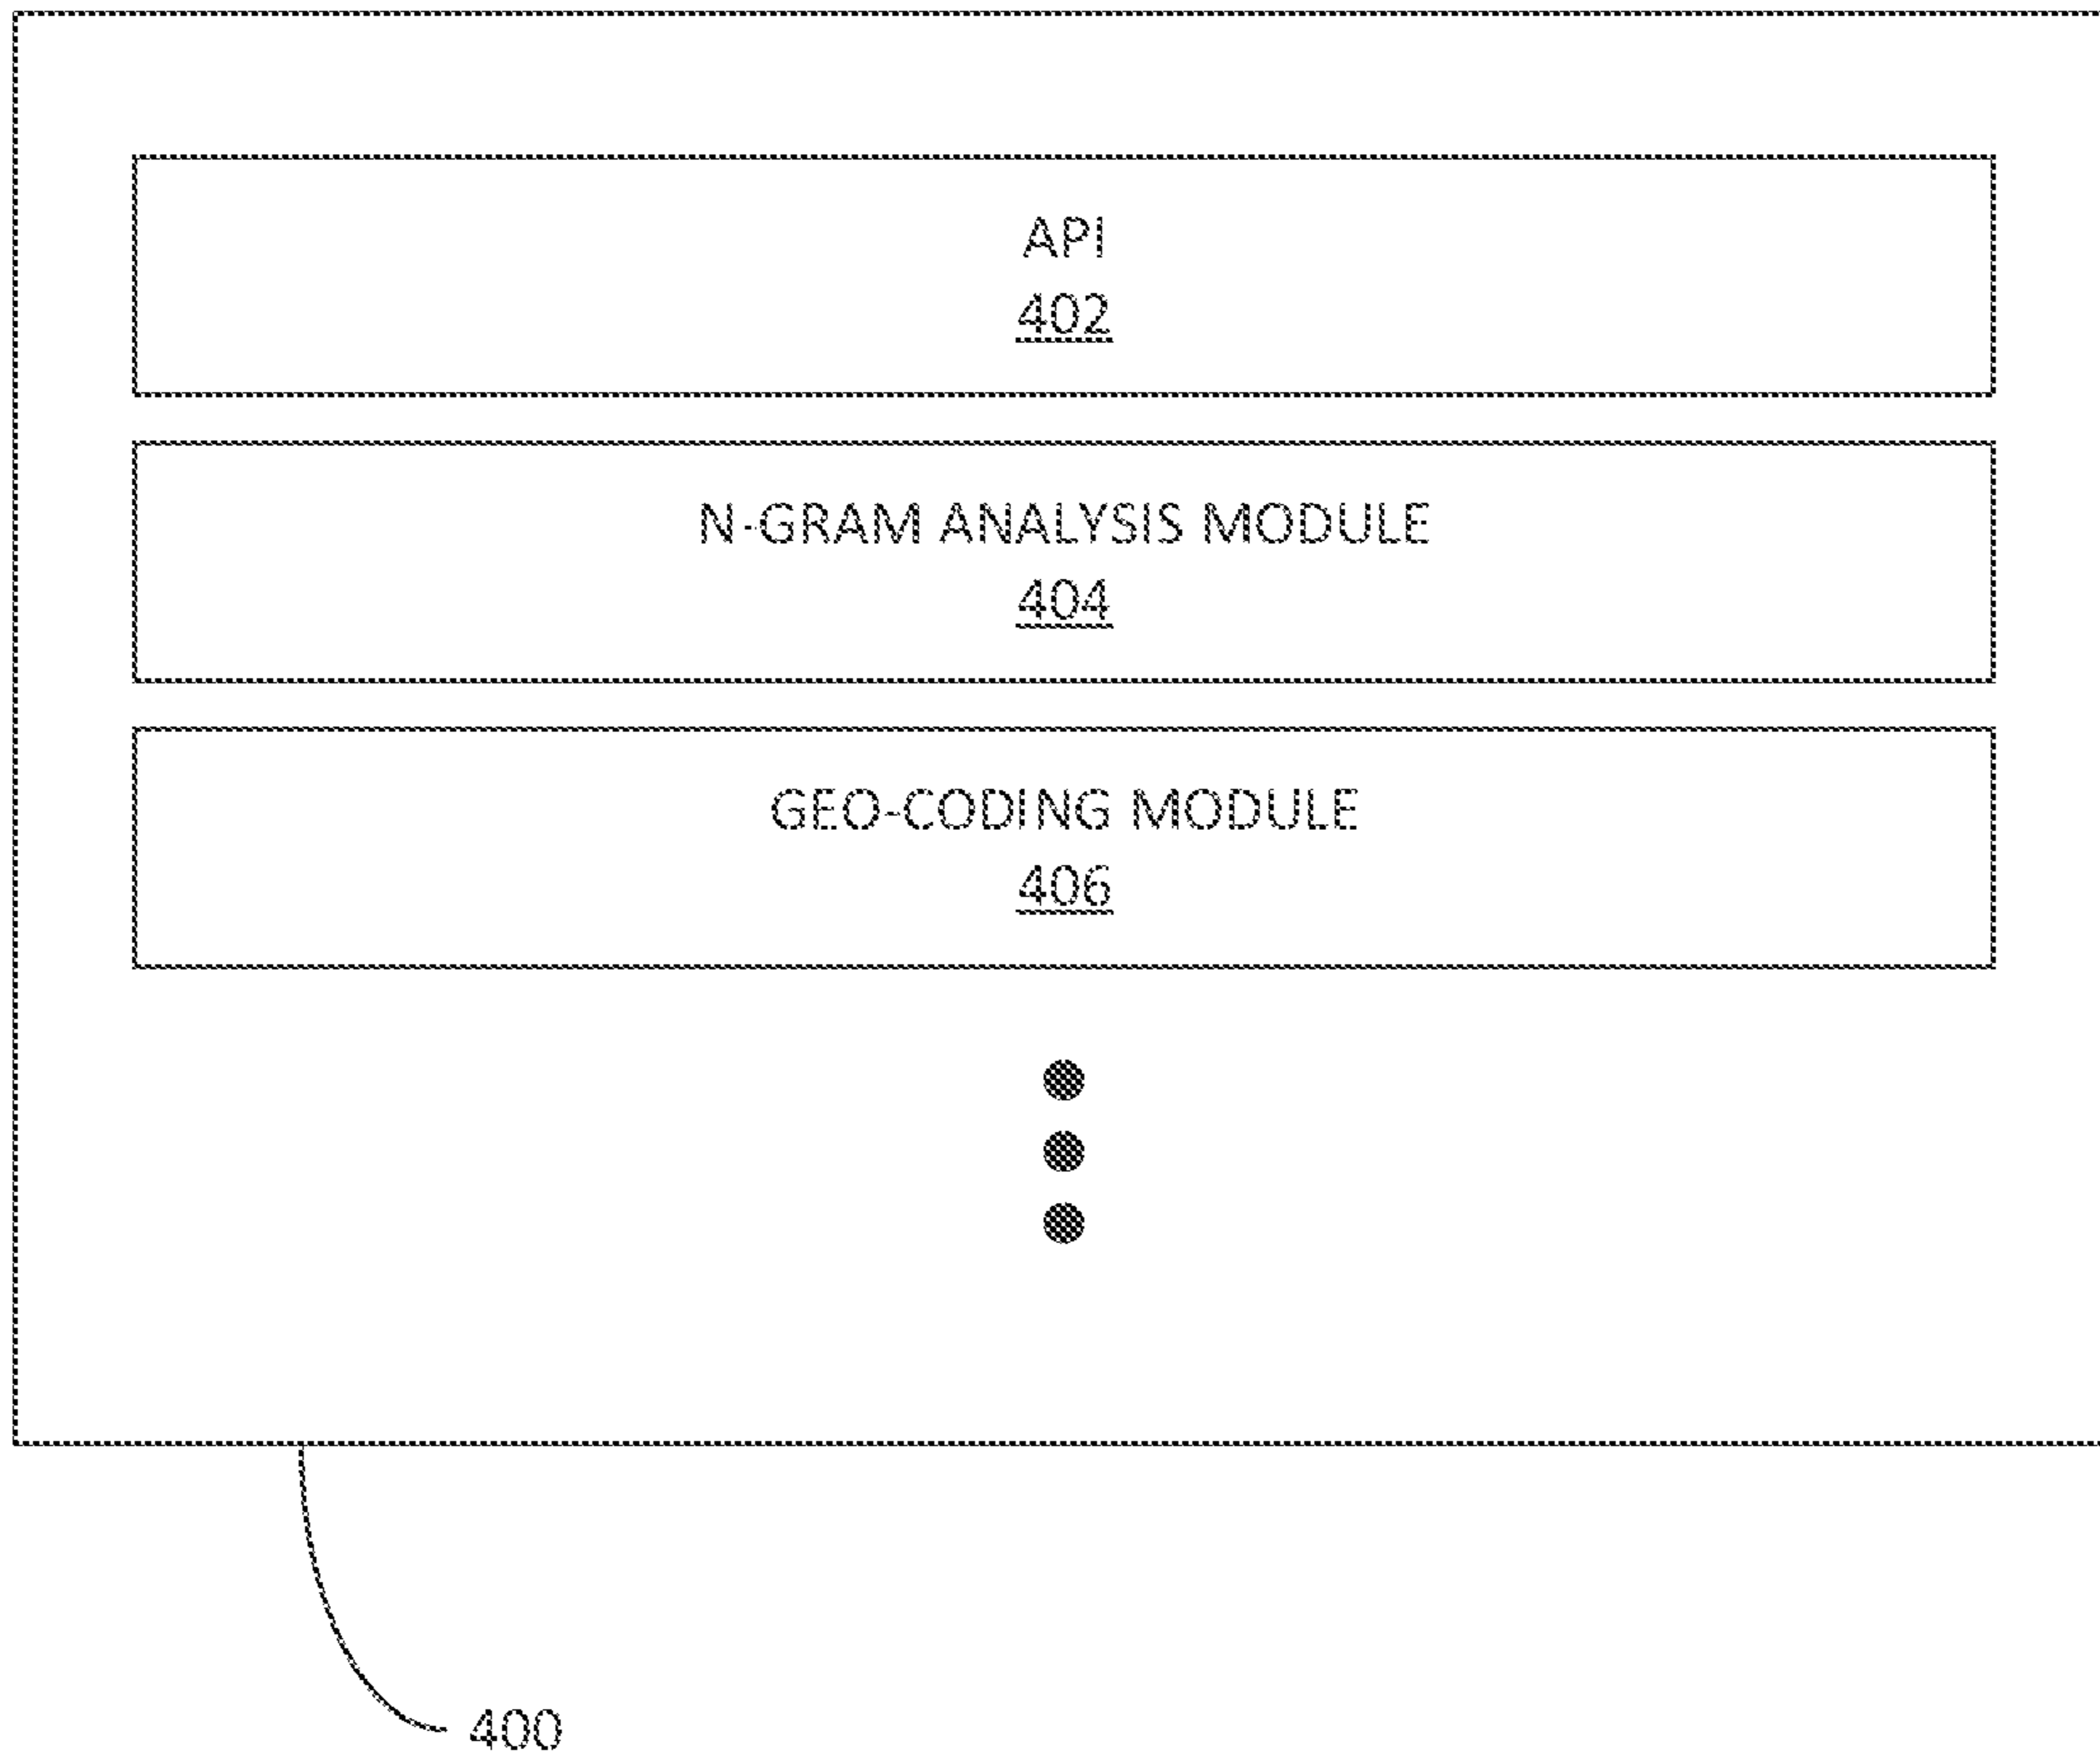 API
402
N-GRAM ANALYSIS MODULE
404
GEO-CODING MODULE
406
400